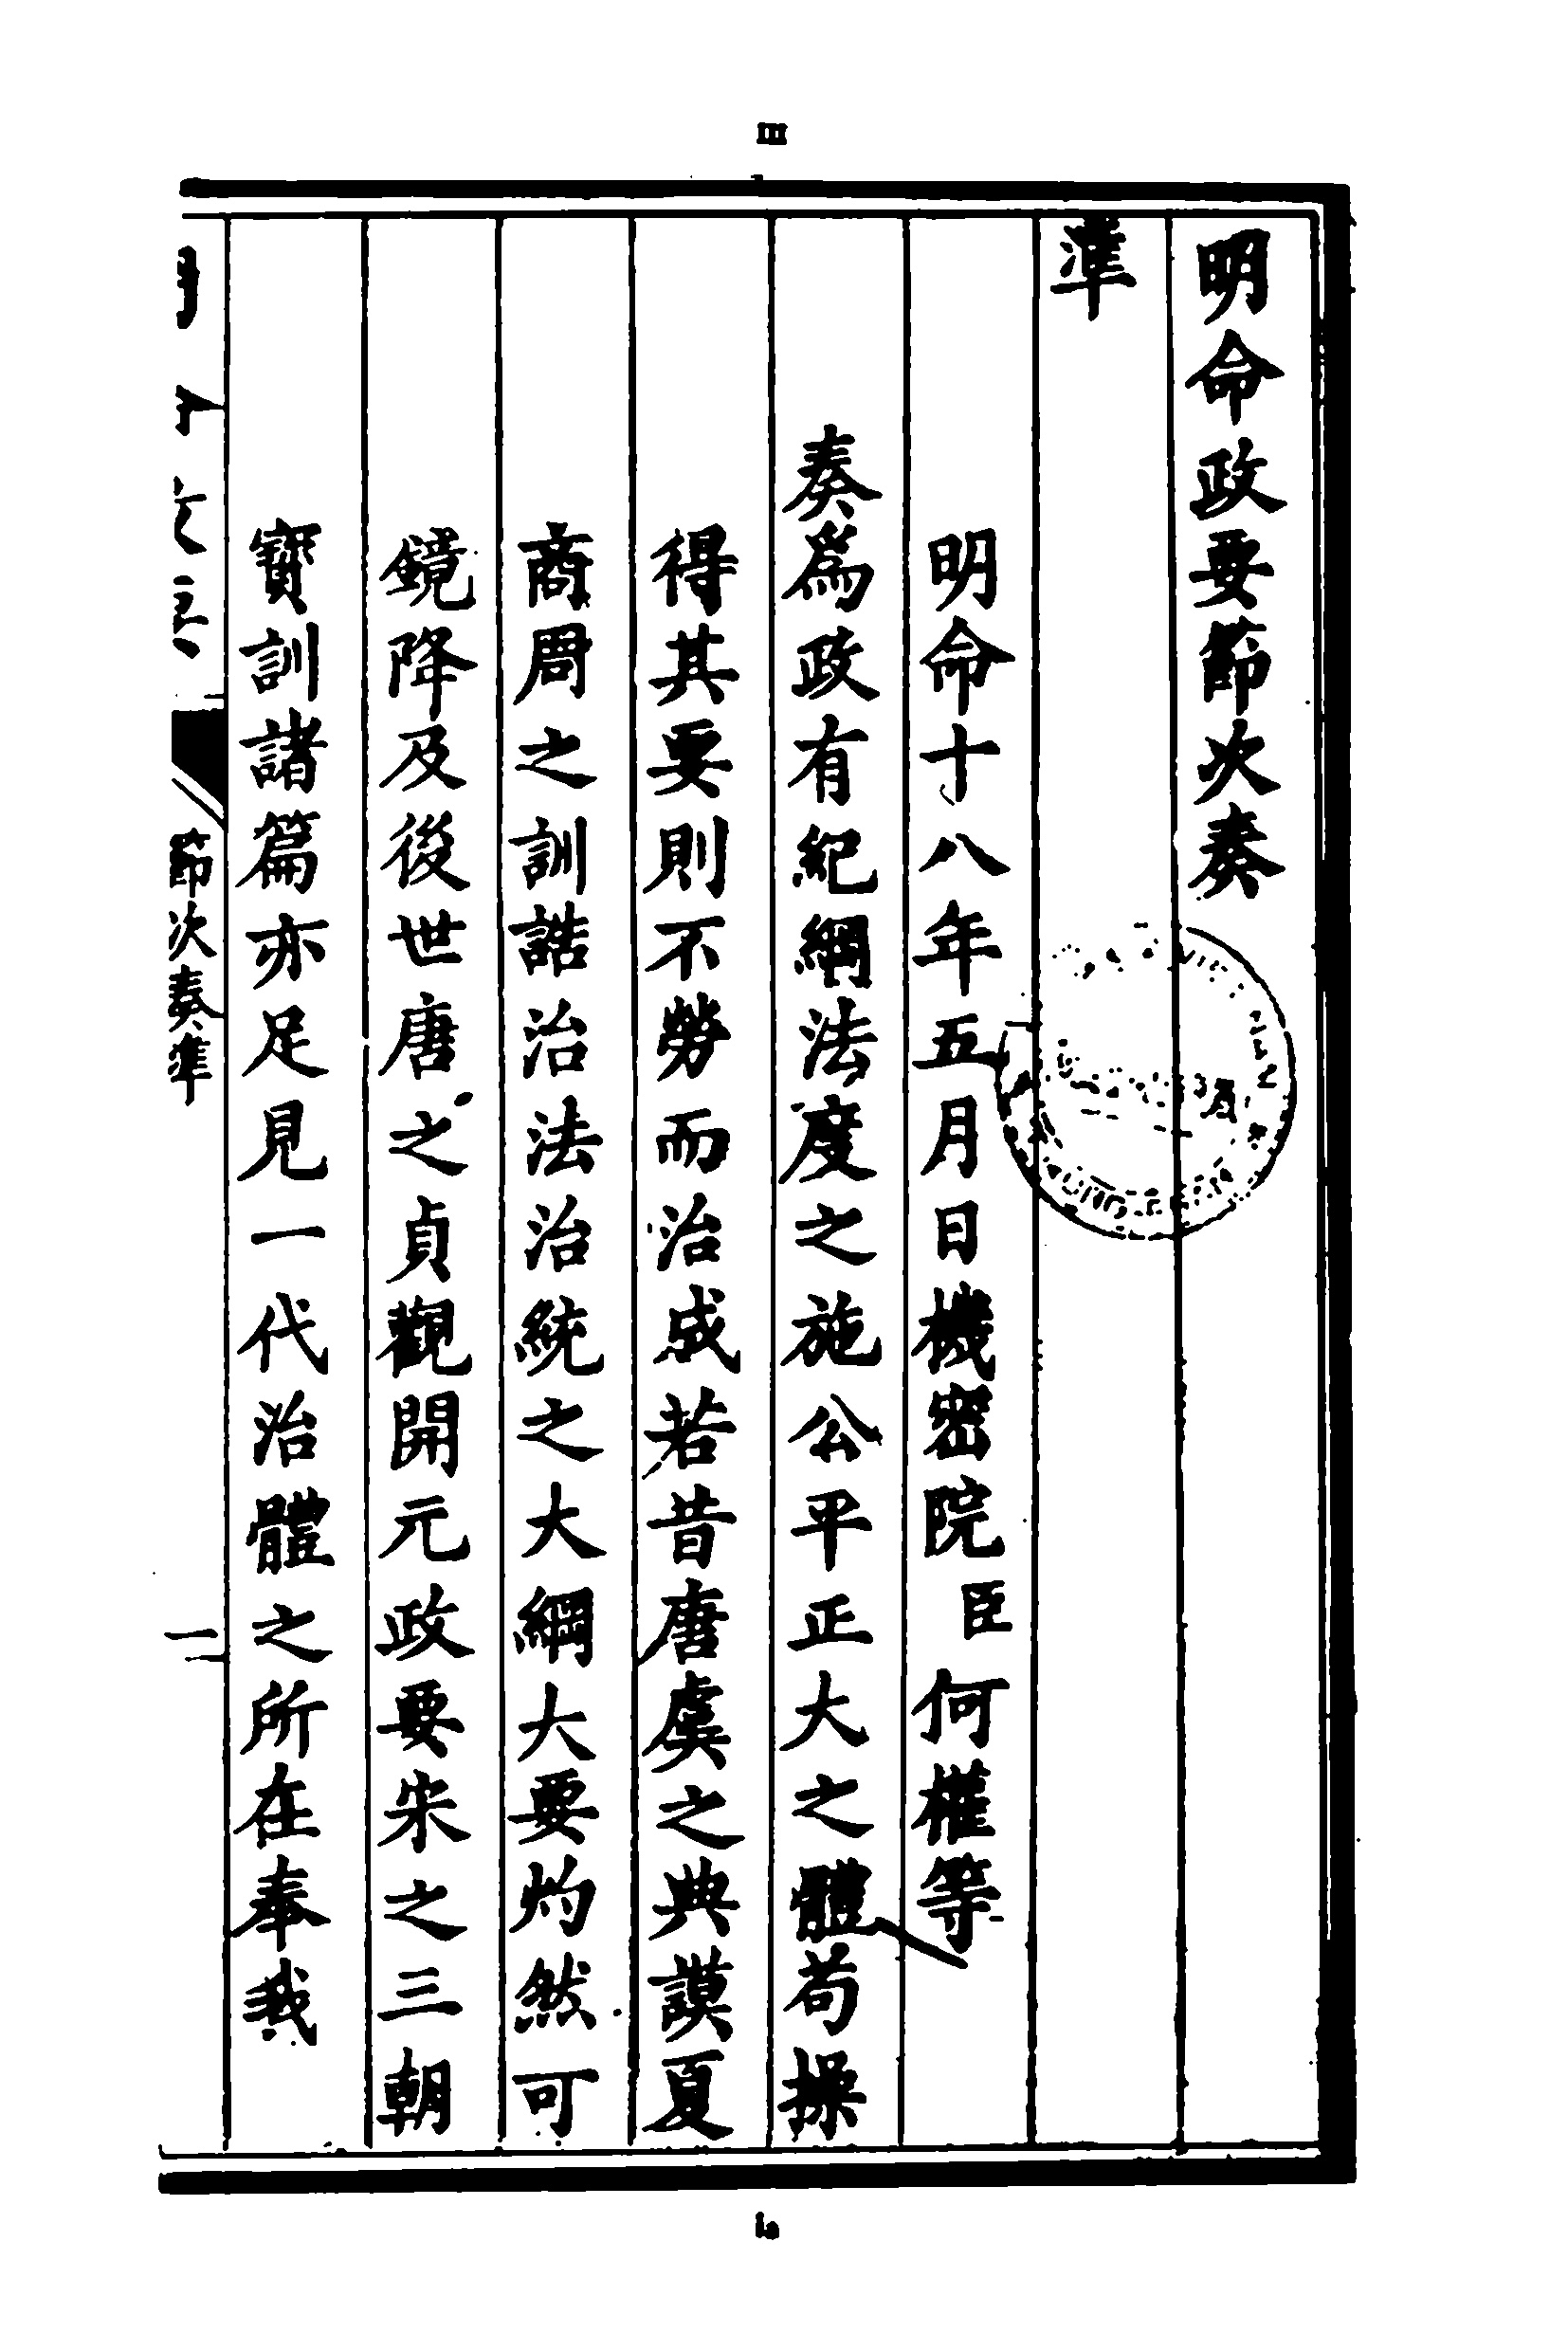 III
明命政要節次奏
準
明命十八年五月日機密院臣何權等
奏爲政有紀綱法度之施公平正大之體苟操
得其要則不勞而治成若昔唐虞之典謨夏
商周之訓誥治法治統之大綱大要灼然可
鏡降及後世唐之貞觀開元政要宋之三朝
寶訓諸篇亦足見一代治體之所在奉我
節次奏準
一
1a